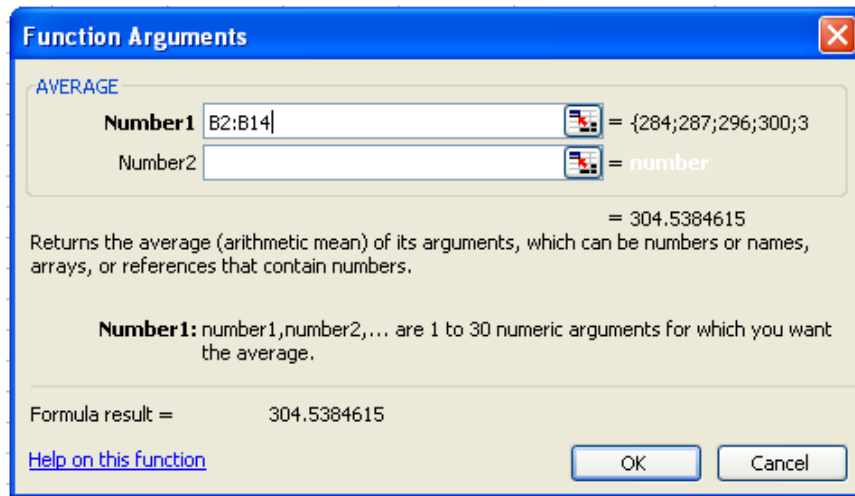 Function Arguments
AVERAGE
Number1 B2:B14 = {284;287;296;300;3
Number2 = number
= 304.5384615
Returns the average (arithmetic mean) of its arguments, which can be numbers or names,
arrays, or references that contain numbers.
Number1: number1,number2,... are 1 to 30 numeric arguments for which you want
the average.
Formula result = 304.5384615
Help on this function OK Cancel